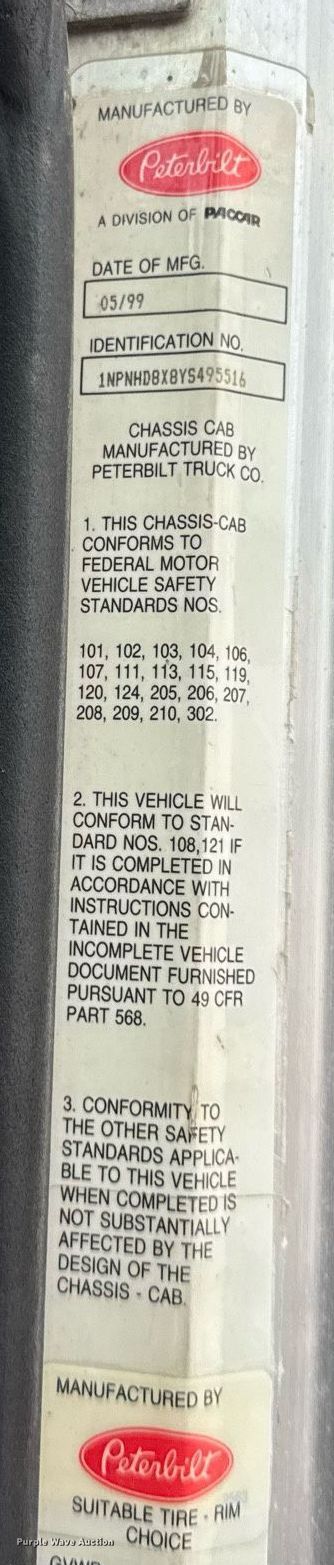 MANUFACTURED BY
Peterbilt
A DIVISION OF PACCAR
DATE OF MFG.
05/99
IDENTIFICATION NO.
1NPNHD8X8YS495516
CHASSIS CAB
MANUFACTURED BY
PETERBILT TRUCK CO.
1. THIS CHASSIS-CAB
CONFORMS TO
FEDERAL MOTOR
VEHICLE SAFETY
STANDARDS NOS.
101, 102, 103, 104, 106,
107, 111, 113, 115, 119,
120, 124, 205, 206, 207,
208, 209, 210, 302.
2. THIS VEHICLE WILL
CONFORM TO STAN-
DARD NOS. 108,121 IF
IT IS COMPLETED IN
ACCORDANCE WITH
INSTRUCTIONS CON-
TAINED IN THE
INCOMPLETE VEHICLE
DOCUMENT FURNISHED
PURSUANT TO 49 CFR
PART 568.
3. CONFORMITY TO
THE OTHER SAFETY
STANDARDS APPLICA-
BLE TO THIS VEHICLE
WHEN COMPLETED IS
NOT SUBSTANTIALLY
AFFECTED BY THE
DESIGN OF THE
CHASSIS - CAB.
MANUFACTURED BY
Peterbilt
SUITABLE TIRE - RIM
CHOICE
Purple Wave Auction